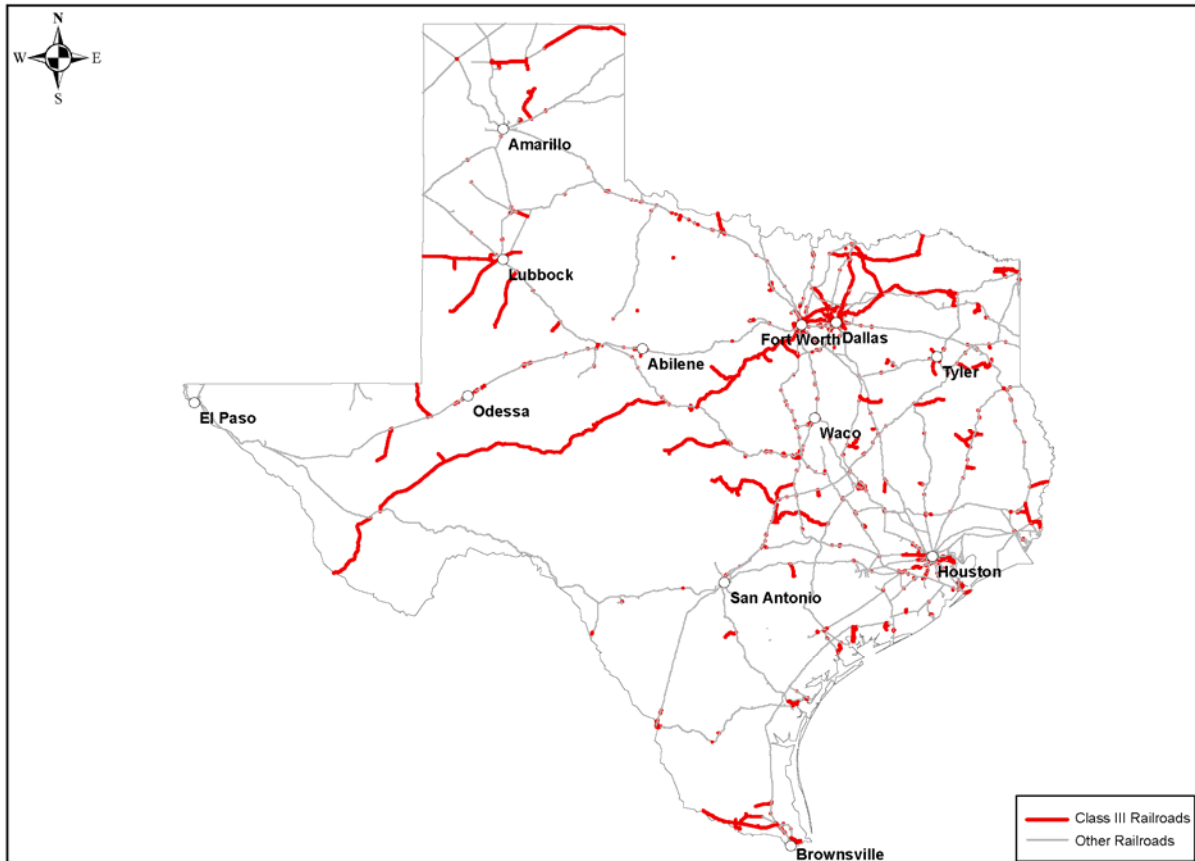 N
W E
S
Amarillo
Lubbock
Fort Worth
Dallas
Abilene
Tyler
El Paso
Odessa
Waco
Houston
San Antonio
Class III Railroads
Other Railroads
Brownsville